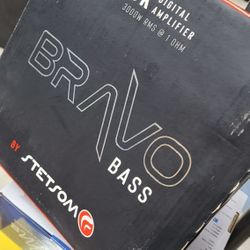 DIGITAL
AMPLIFIER
3000W RMS @ 1 OHM
BRAVO
BASS
BY STETSOM